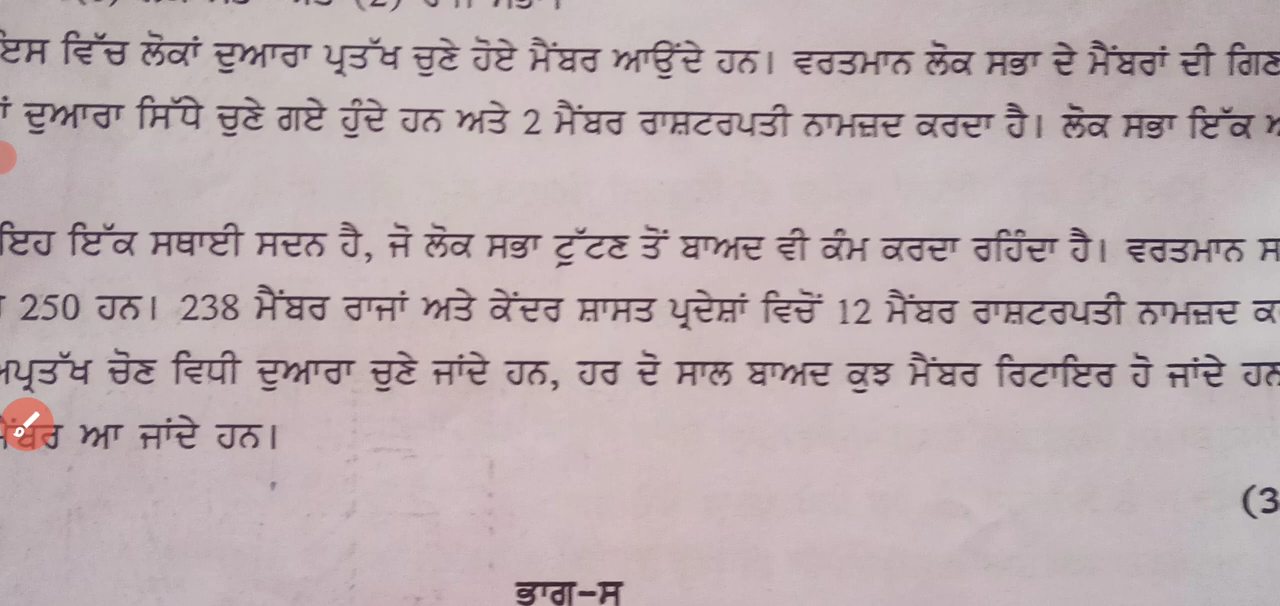 ਇਸ ਵਿੱਚ ਲੋਕਾਂ ਦੁਆਰਾ ਪ੍ਰਤੱਖ ਚੁਣੇ ਹੋਏ ਮੈਂਬਰ ਆਉਂਦੇ ਹਨ। ਵਰਤਮਾਨ ਲੋਕ ਸਭਾ ਦੇ ਮੈਂਬਰਾਂ ਦੀ
ਦੁਆਰਾ ਸਿੱਧੇ ਚੁਣੇ ਗਏ ਹੁੰਦੇ ਹਨ ਅਤੇ 2 ਮੈਂਬਰ ਰਾਸ਼ਟਰਪਤੀ ਨਾਮਜ਼ਦ ਕਰਦਾ ਹੈ। ਲੋਕ ਸਭਾ ਇੱਕ
ਇਹ ਇੱਕ ਸਥਾਈ ਸਦਨ ਹੈ, ਜੋ ਲੋਕ ਸਭਾ ਟੁੱਟਣ ਤੋਂ ਬਾਅਦ ਵੀ ਕੰਮ ਕਰਦਾ ਰਹਿੰਦਾ ਹੈ। ਵਰਤਮਾਨ
250 ਹਨ। 238 ਮੈਂਬਰ ਰਾਜਾਂ ਅਤੇ ਕੇਂਦਰ ਸ਼ਾਸਤ ਪ੍ਰਦੇਸ਼ਾਂ ਵਿਚੋਂ 12 ਮੈਂਬਰ ਰਾਸ਼ਟਰਪਤੀ ਨਾਮਜ਼ਦ
ਅਪ੍ਰਤੱਖ ਚੋਣ ਵਿਧੀ ਦੁਆਰਾ ਚੁਣੇ ਜਾਂਦੇ ਹਨ, ਹਰ ਦੋ ਸਾਲ ਬਾਅਦ ਕੁਝ ਮੈਂਬਰ ਰਿਟਾਇਰ ਹੋ ਜਾਂਦੇ ਹਨ
ਆ ਜਾਂਦੇ ਹਨ।
(3
ਭਾਗ-ਸ